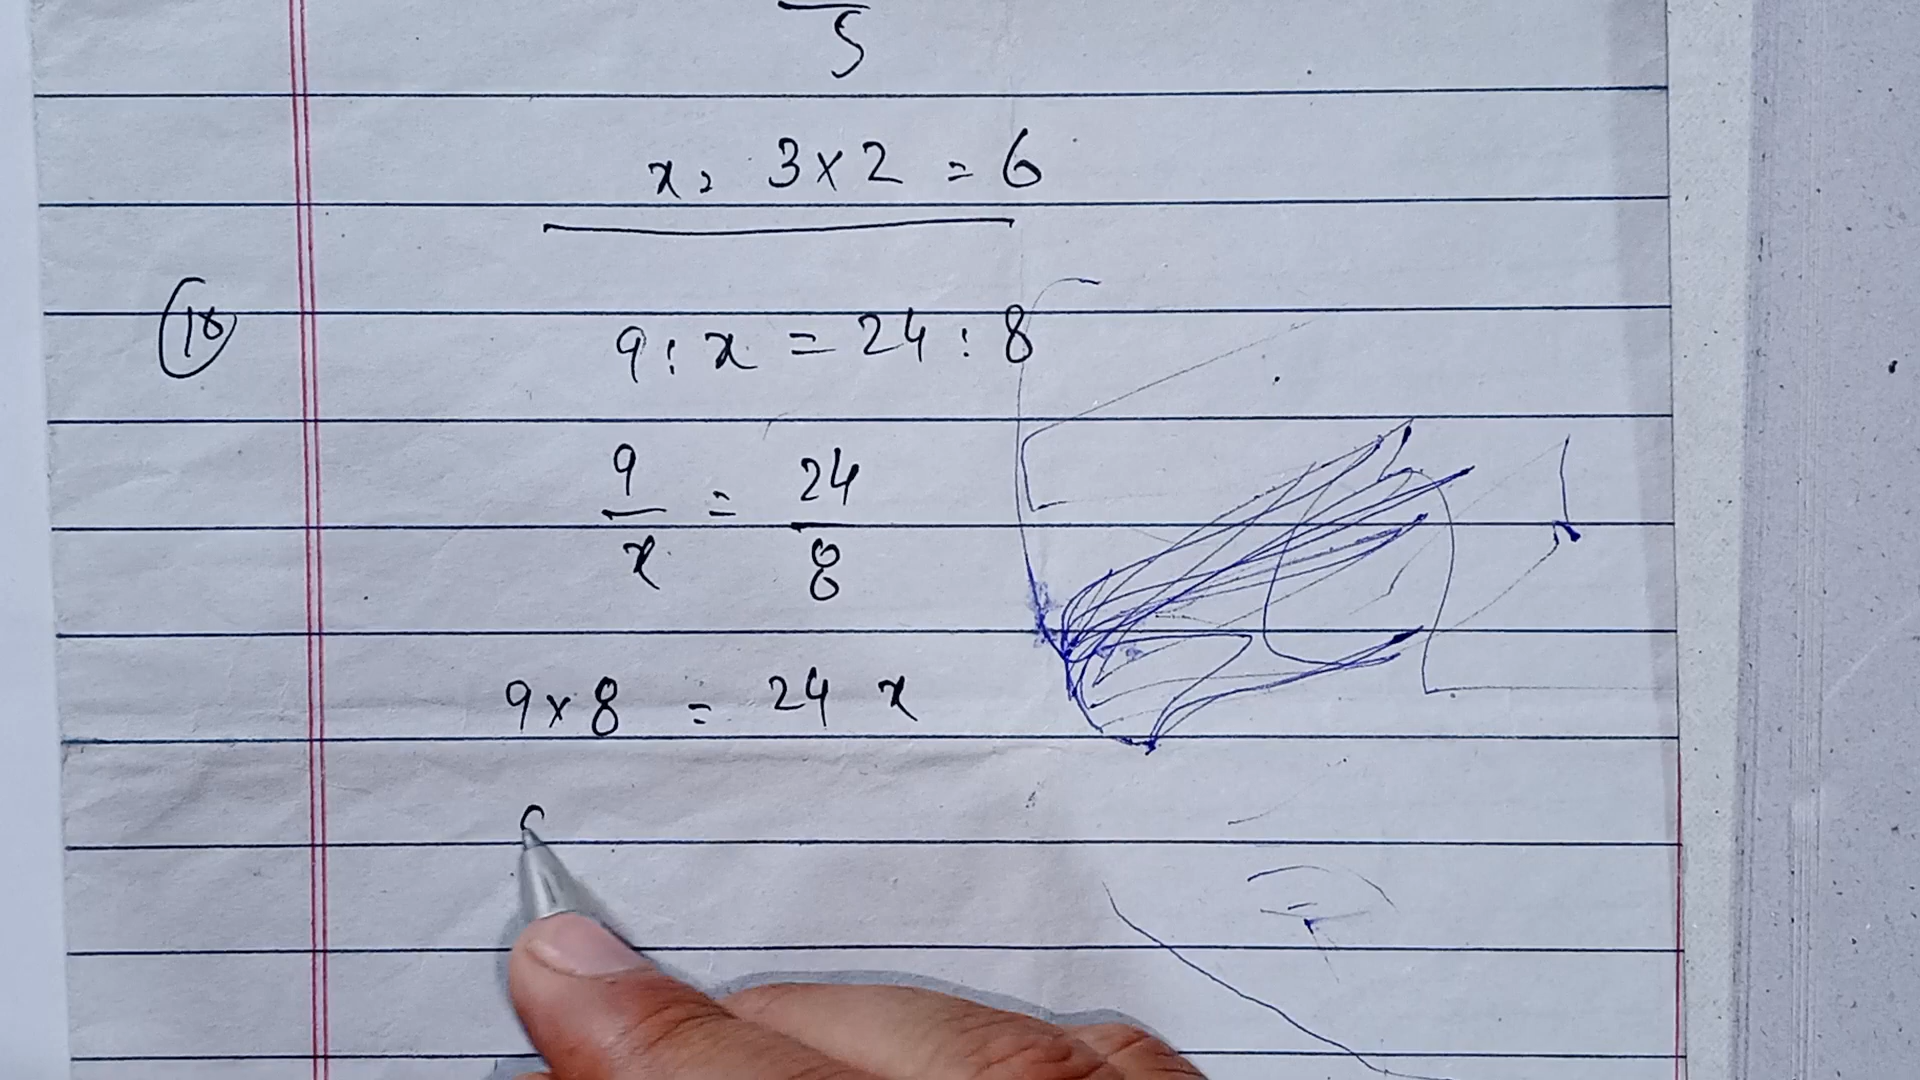 5
x = 3 × 2 = 6
18 9 : x = 24 : 8
9/x = 24/8
9 × 8 = 24 x